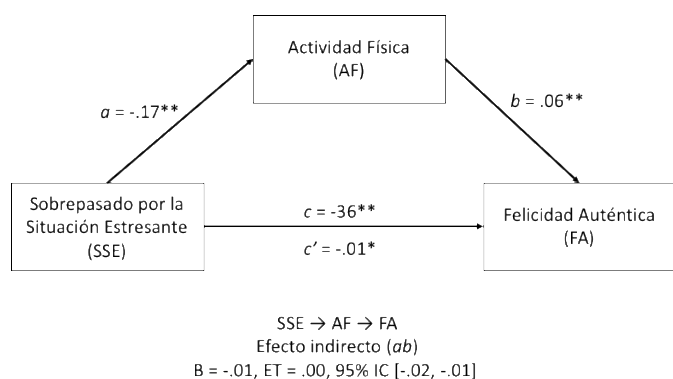 Actividad Física
(AF)
a = -.17**
b = .06**
Sobrepasado por la
Situación Estresante
(SSE)
c = -36**
c’ = -.01*
Felicidad Auténtica
(FA)
SSE → AF → FA
Efecto indirecto (ab)
B = -.01, ET = .00, 95% IC [-.02, -.01]